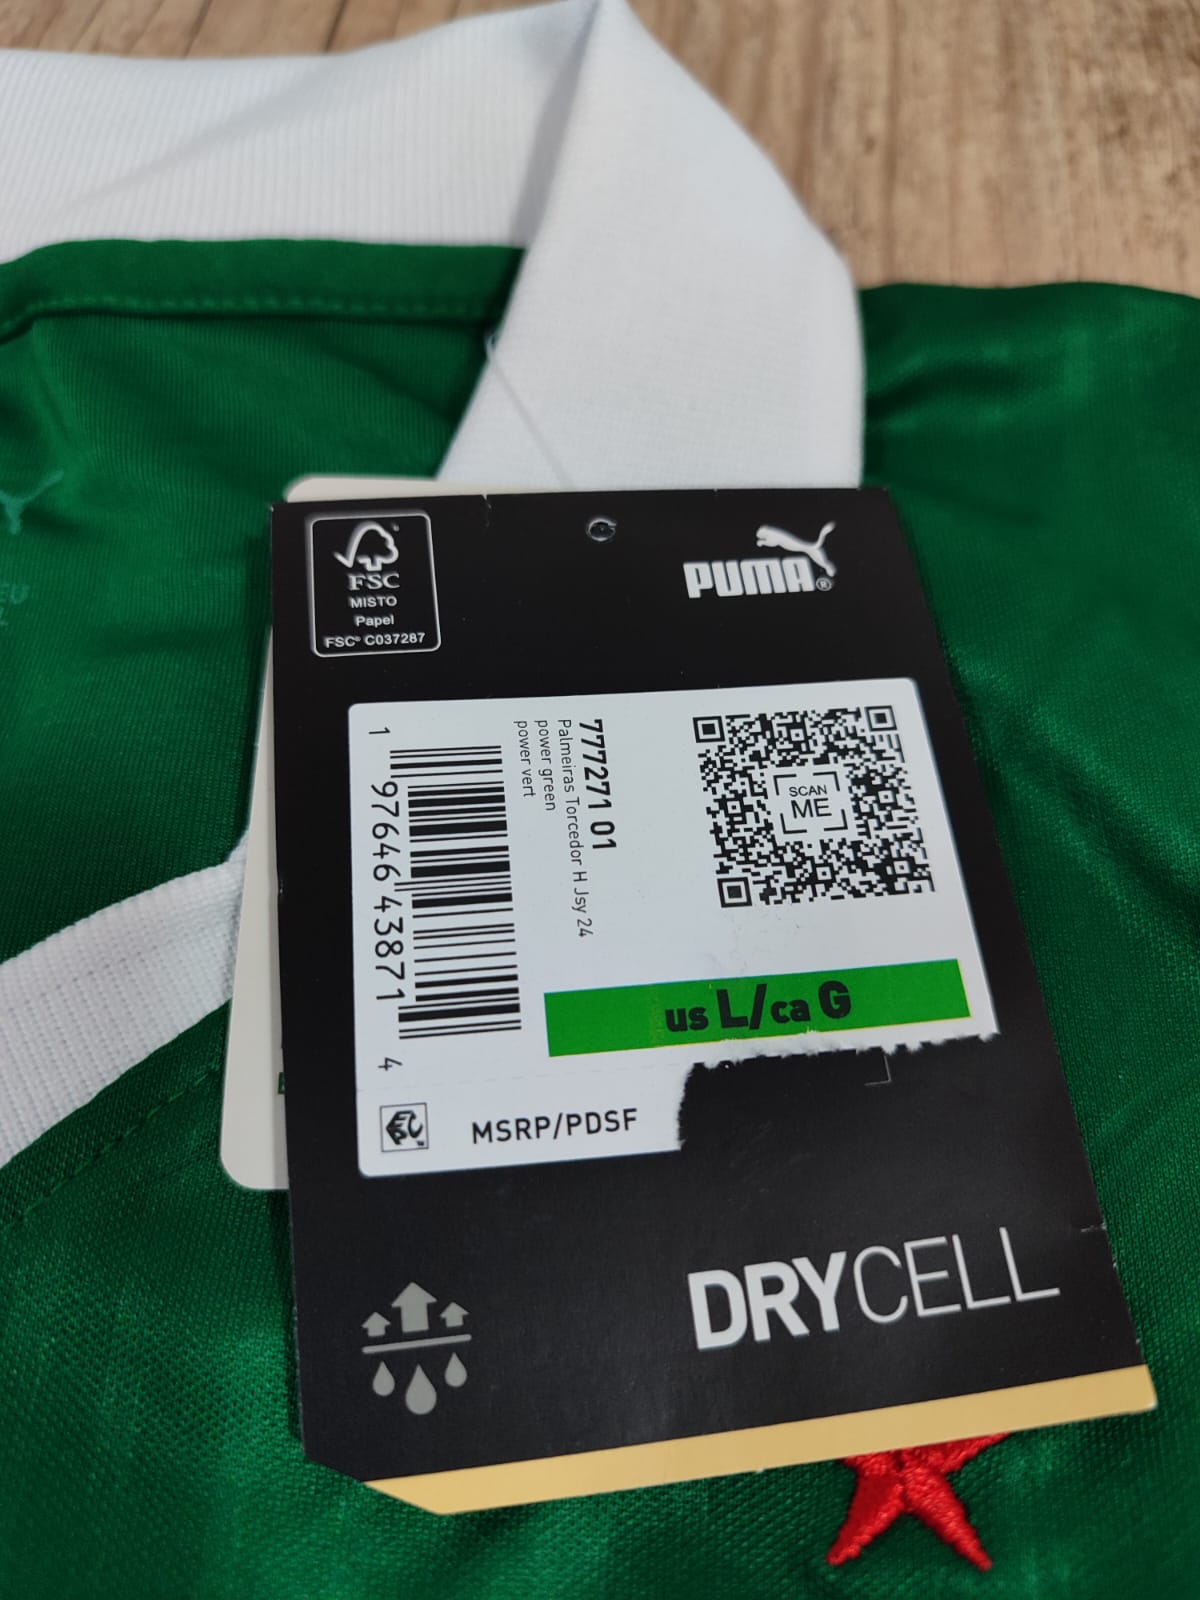 FSC
MISTO
Papel
FSC® C037287
PUMA®
777271 01
Palmeiras Torcedor H Jsy 24
power green
power vert
1 97646 43871 4
SCAN
ME
us L/ca G
MSRP/PDSF
DRYCELL